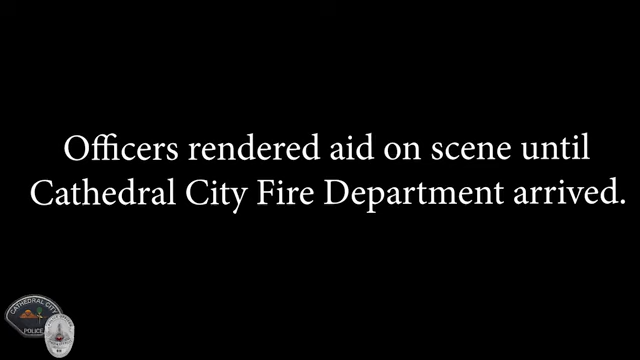 Officers rendered aid on scene until
Cathedral City Fire Department arrived.
CATHEDRAL CITY
POLICE